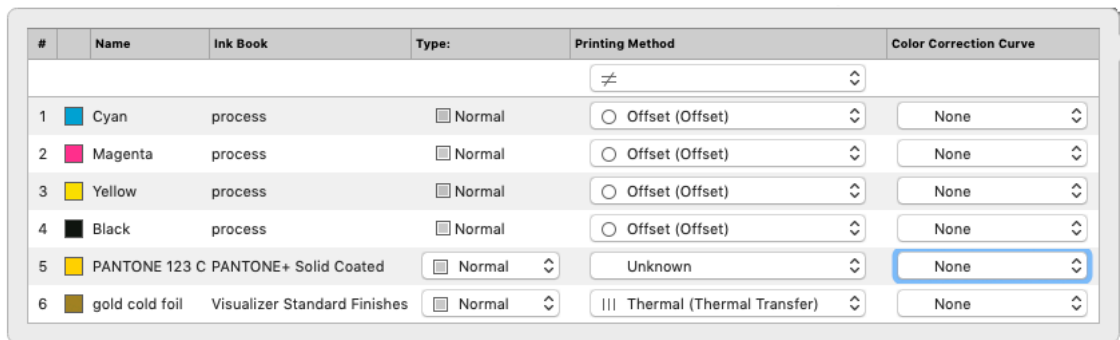 # Name Ink Book Type: Printing Method Color Correction Curve
≠
1 Cyan process Normal Offset (Offset) None
2 Magenta process Normal Offset (Offset) None
3 Yellow process Normal Offset (Offset) None
4 Black process Normal Offset (Offset) None
5 PANTONE 123 C PANTONE+ Solid Coated Normal Unknown None
6 gold cold foil Visualizer Standard Finishes Normal Thermal (Thermal Transfer) None